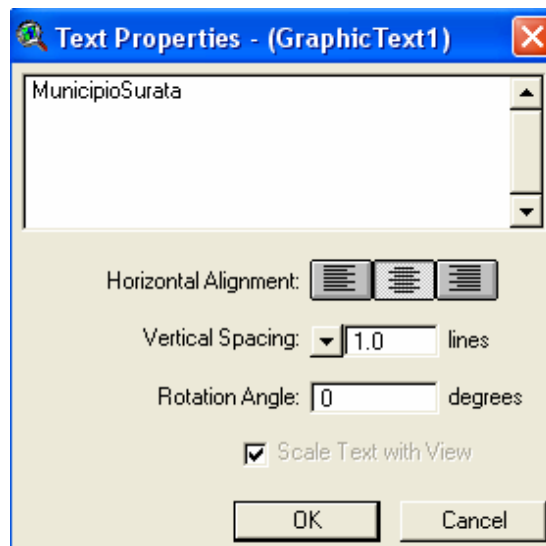 Text Properties - (GraphicText1)
MunicipioSurata
Horizontal Alignment:
Vertical Spacing: 1.0 lines
Rotation Angle: 0 degrees
Scale Text with View
OK Cancel